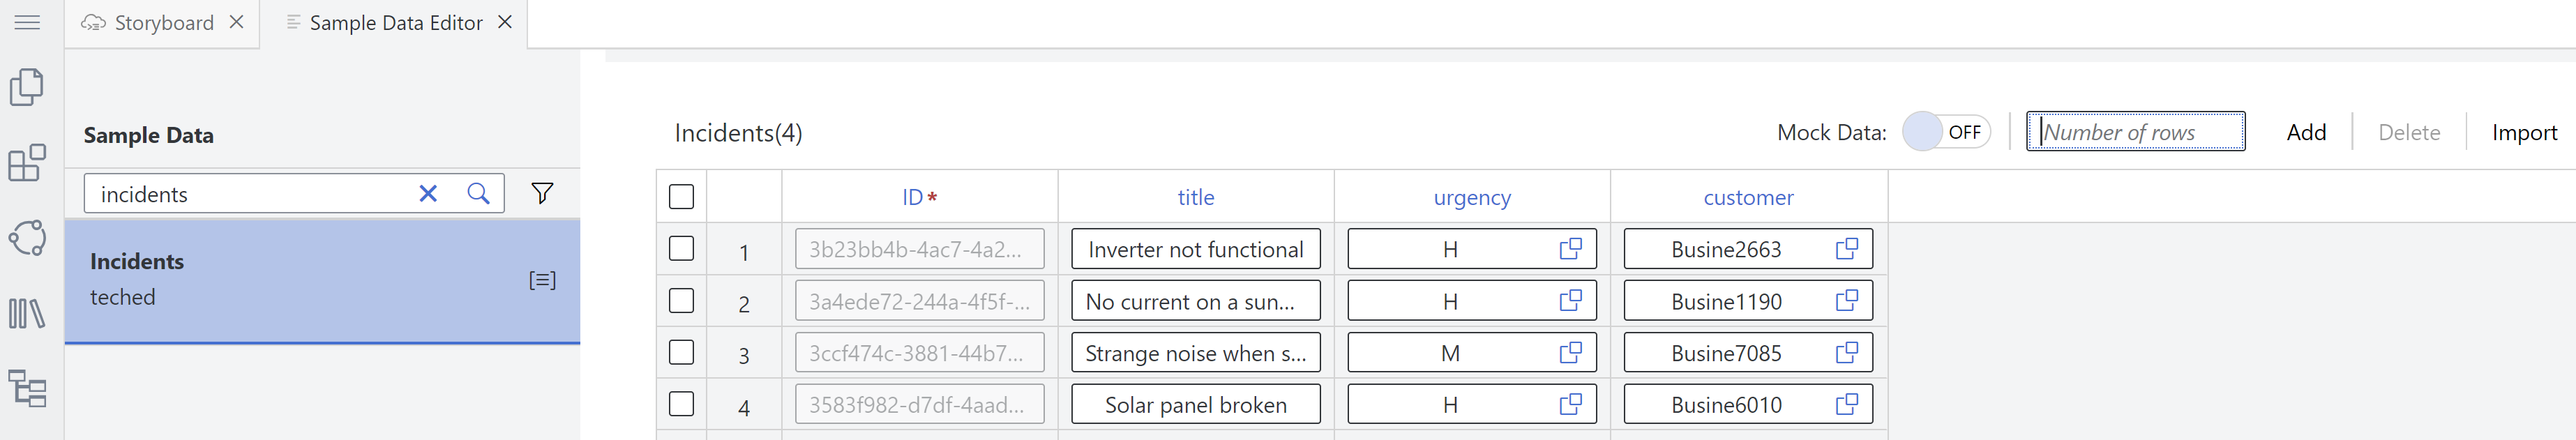 Storyboard
Sample Data Editor
Sample Data
incidents
Incidents
teched
Incidents(4)
Mock Data: OFF
Number of rows
Add
Delete
Import
ID* title urgency customer
1 3b23bb4b-4ac7-4a2... Inverter not functional H Busine2663
2 3a4ede72-244a-4f5f-... No current on a sun... H Busine1190
3 3ccf474c-3881-44b7... Strange noise when s... M Busine7085
4 3583f982-d7df-4aad... Solar panel broken H Busine6010